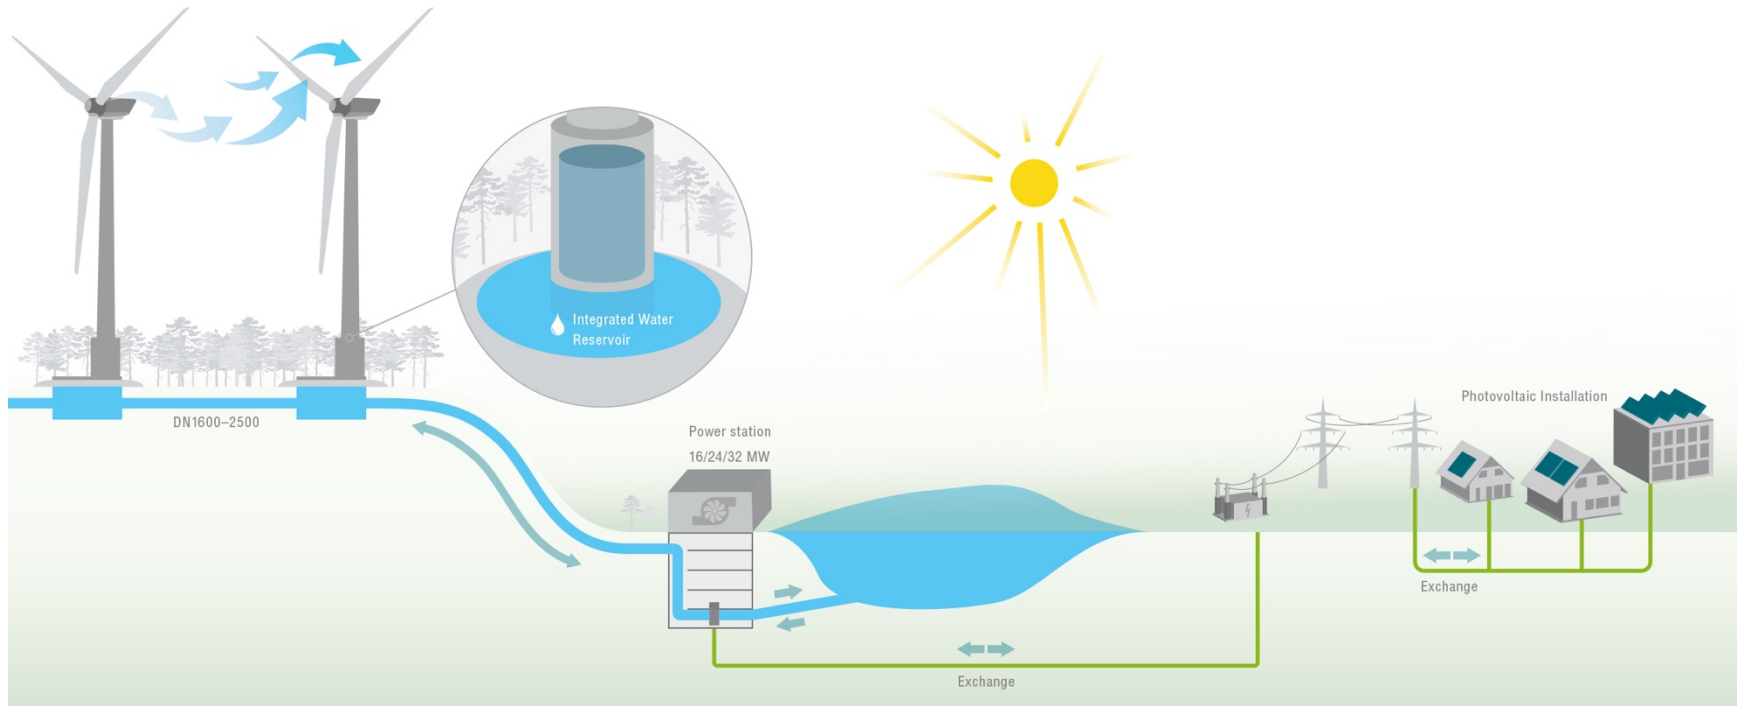 Integrated Water
Reservoir
DN1600–2500
Power station
16/24/32 MW
Photovoltaic Installation
Exchange
Exchange